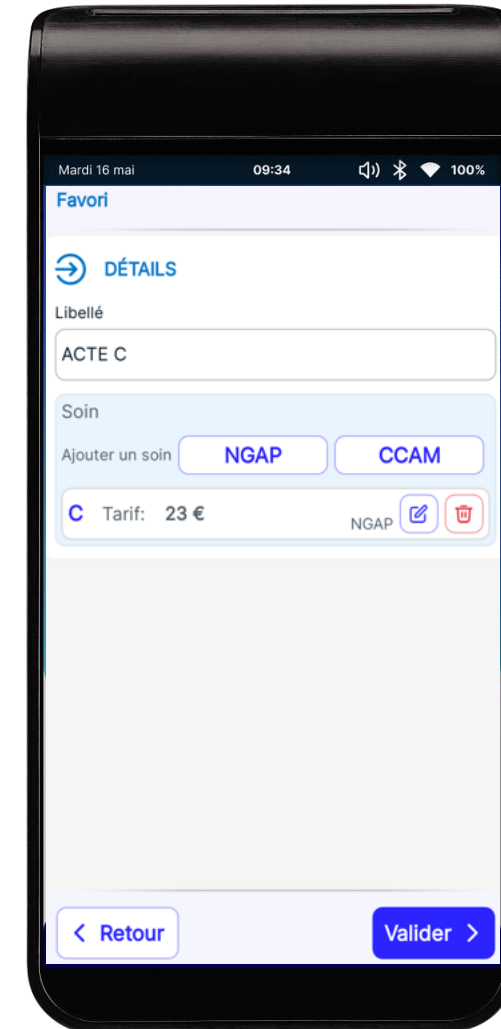 Mardi 16 mai 09:34 100%
Favori
DÉTAILS
Libellé
ACTE C
Soin
Ajouter un soin NGAP CCAM
C Tarif: 23 € NGAP
Retour Valider